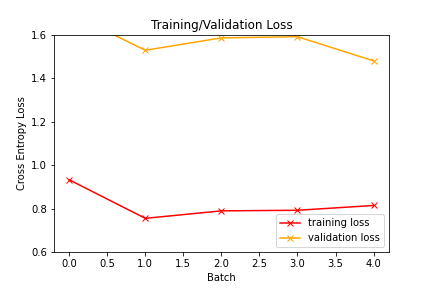 Training/Validation Loss
Cross Entropy Loss
1.6
1.4
1.2
1.0
0.8
0.6
training loss
validation loss
0.0 0.5 1.0 1.5 2.0 2.5 3.0 3.5 4.0
Batch